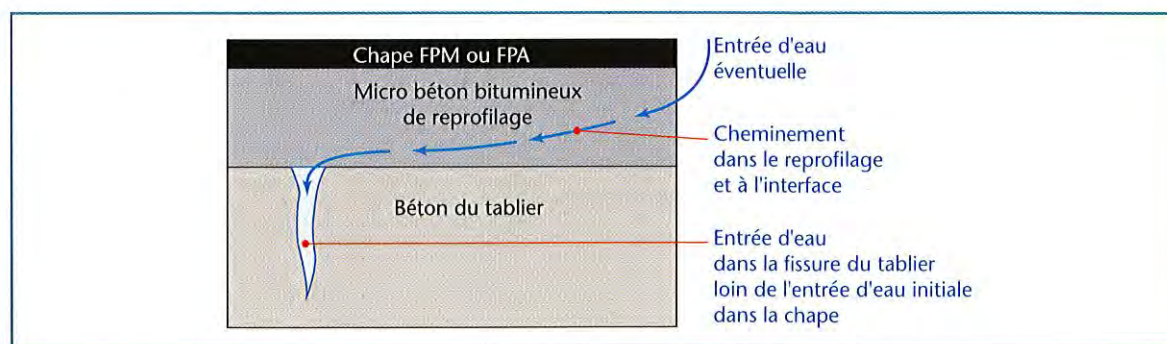 Chape FPM ou FPA
Micro béton bitumineux
de reprofilage
Béton du tablier
Entrée d'eau
éventuelle
Cheminement
dans le reprofilage
et à l'interface
Entrée d'eau
dans la fissure du tablier
loin de l'entrée d'eau initiale
dans la chape